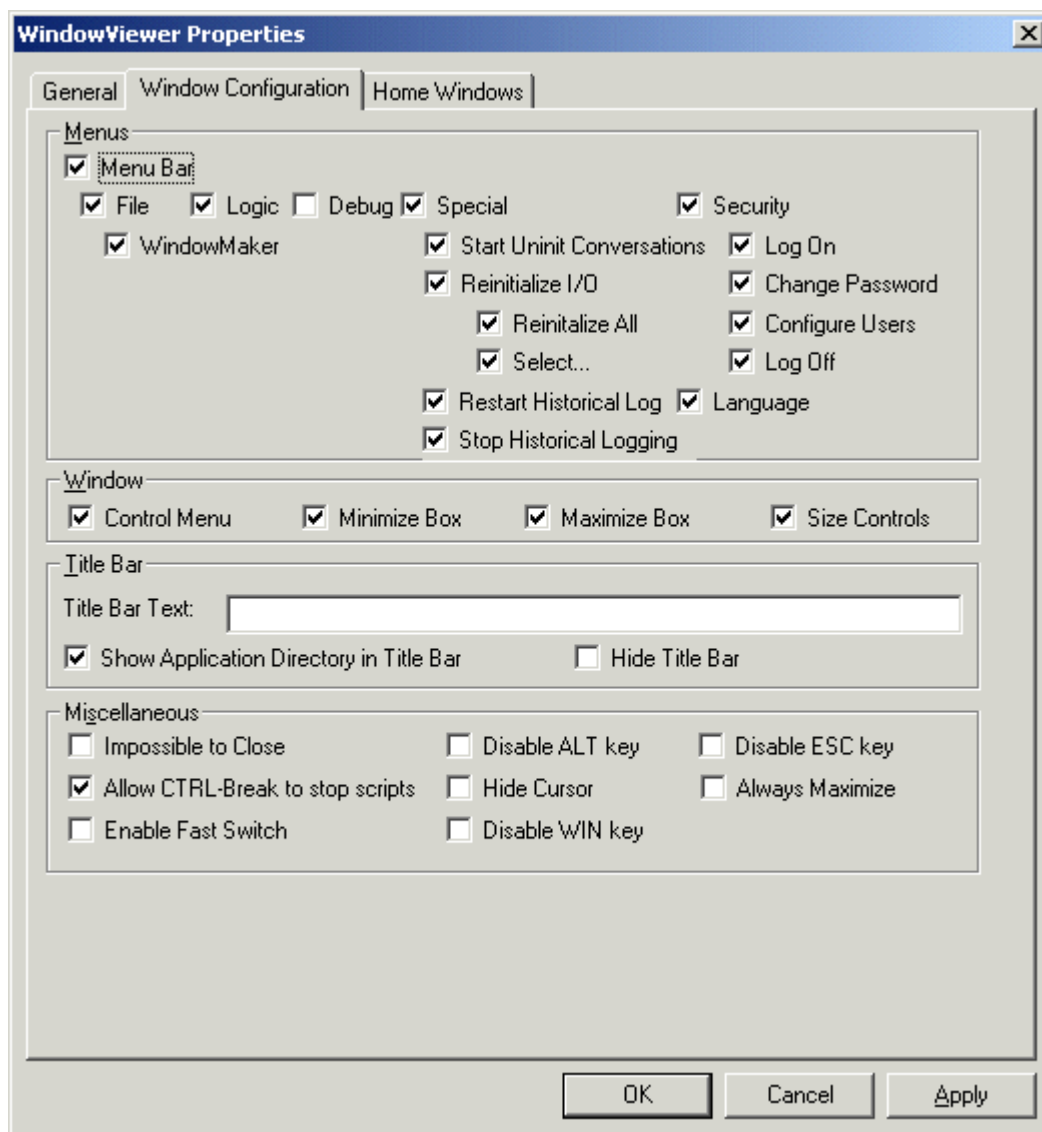 WindowViewer Properties
General Window Configuration Home Windows
Menus
Menu Bar
File Logic Debug Special Security
WindowMaker Start Uninit Conversations Log On
Reinitialize I/O Change Password
Reinitalize All Configure Users
Select... Log Off
Restart Historical Log Language
Stop Historical Logging
Window
Control Menu Minimize Box Maximize Box Size Controls
Title Bar
Title Bar Text:
Show Application Directory in Title Bar Hide Title Bar
Miscellaneous
Impossible to Close Disable ALT key Disable ESC key
Allow CTRL-Break to stop scripts Hide Cursor Always Maximize
Enable Fast Switch Disable WIN key
OK Cancel Apply